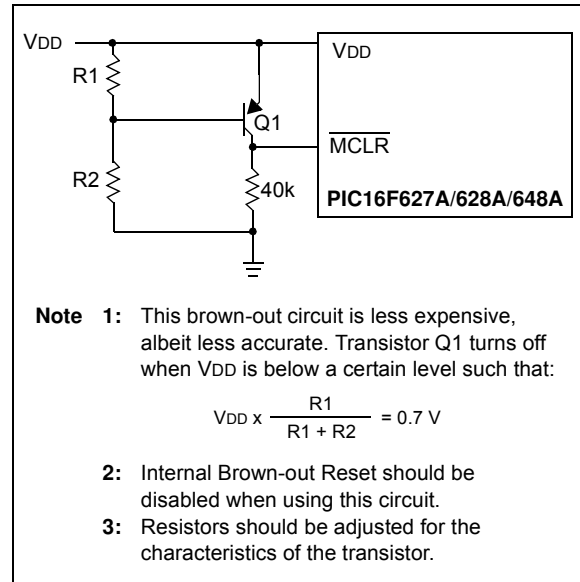 VDD
VDD
R1
Q1
MCLR
R2
40k
PIC16F627A/628A/648A
Note 1: This brown-out circuit is less expensive,
albeit less accurate. Transistor Q1 turns off
when VDD is below a certain level such that:
VDD x R1 / R1 + R2 = 0.7 V
2: Internal Brown-out Reset should be
disabled when using this circuit.
3: Resistors should be adjusted for the
characteristics of the transistor.